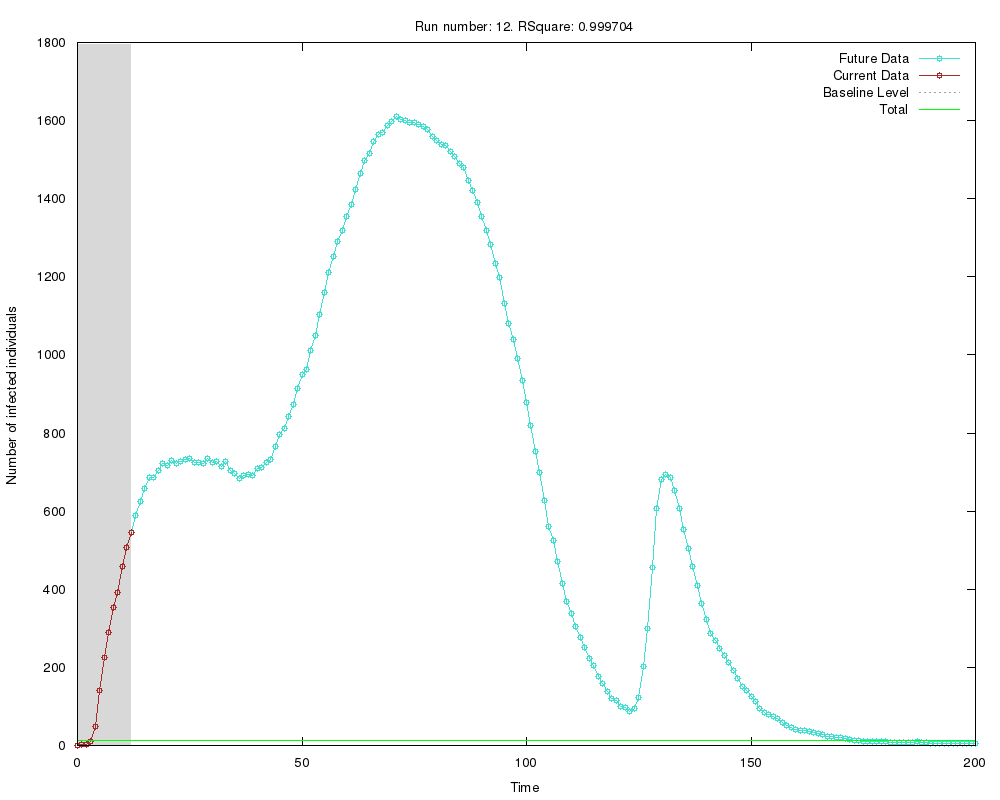 Run number: 12. RSquare: 0.999704
Future Data
Current Data
Baseline Level
Total
1800
1600
1400
1200
1000
800
600
400
200
0
Number of infected individuals
0 50 100 150 200
Time